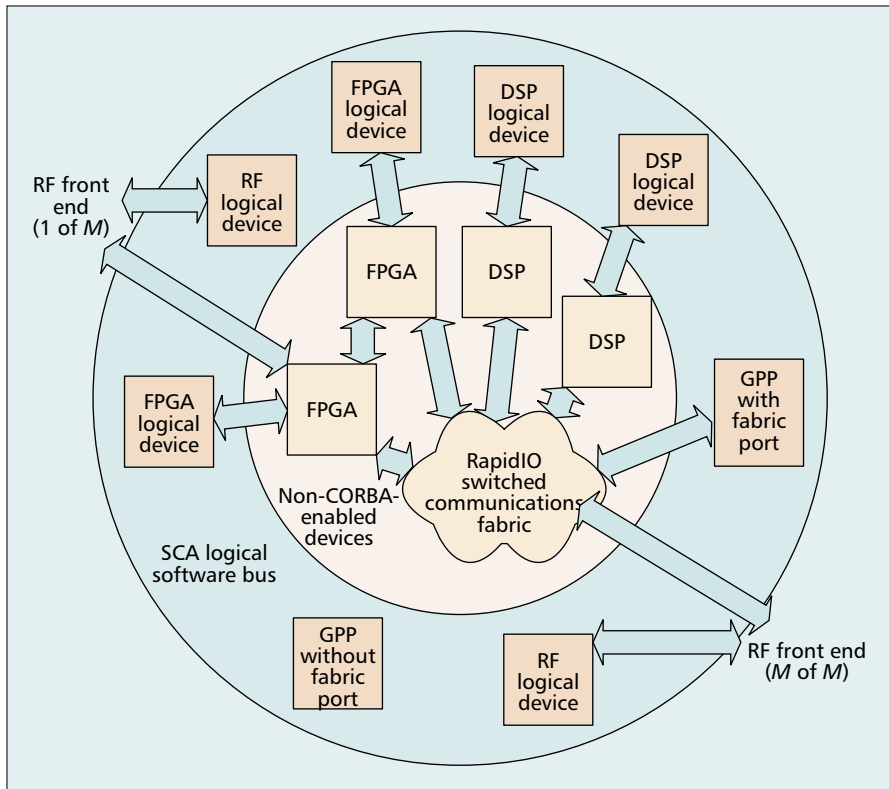 FPGA
logical
device
DSP
logical
device
DSP
logical
device
RF
logical
device
RF front
end
(1 of M)
FPGA
DSP
DSP
FPGA
logical
device
FPGA
GPP
with
fabric
port
RapidIO
switched
communications
fabric
Non-CORBA-
enabled
devices
SCA logical
software bus
GPP
without
fabric
port
RF
logical
device
RF front end
(M of M)